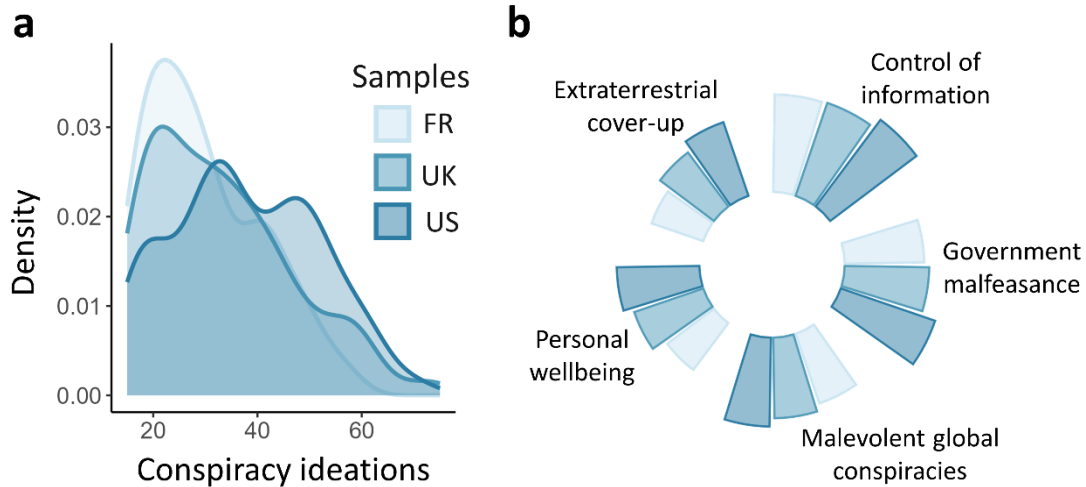 a
Density
0.03
0.02
0.01
0.00
20
40
60
Conspiracy ideations
Samples
FR
UK
US
b
Extraterrestrial
cover-up
Control of
information
Government
malfeasance
Malevolent global
conspiracies
Personal
wellbeing